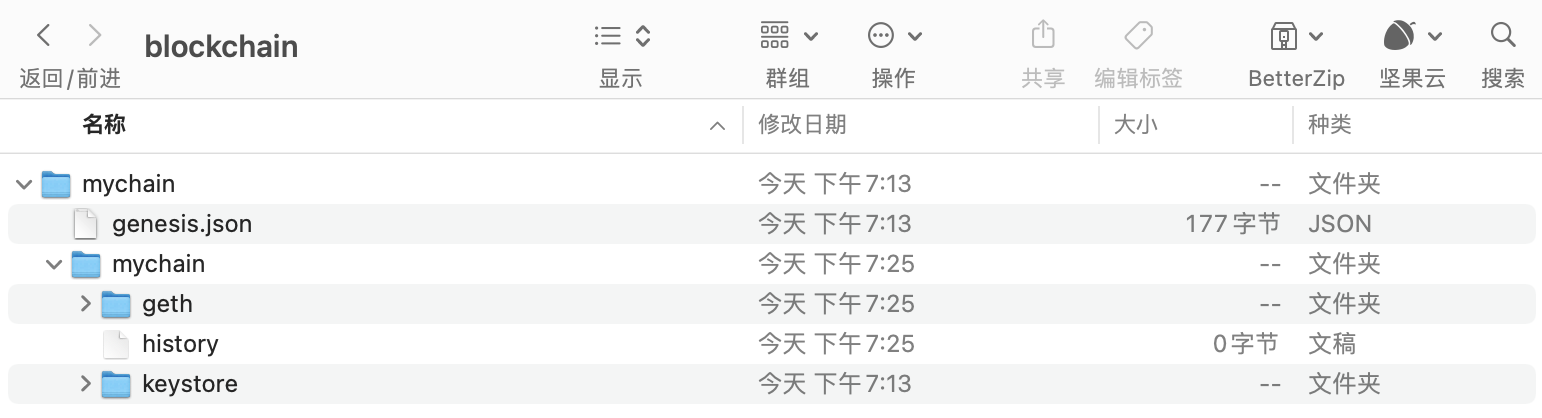 blockchain
返回/前进 显示 群组 操作 共享 编辑标签 BetterZip 坚果云 搜索
名称 修改日期 大小 种类
mychain 今天 下午 7:13 -- 文件夹
genesis.json 今天 下午 7:13 177 字节 JSON
mychain 今天 下午 7:25 -- 文件夹
geth 今天 下午 7:25 -- 文件夹
history 今天 下午 7:25 0 字节 文稿
keystore 今天 下午 7:13 -- 文件夹